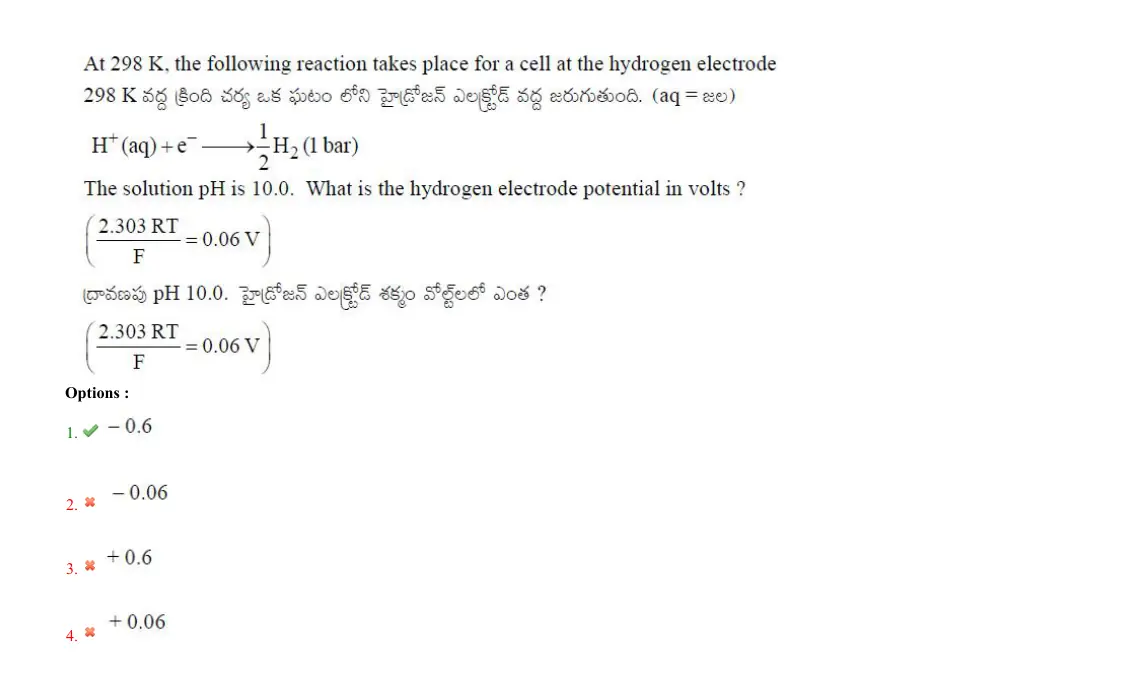 At 298 K, the following reaction takes place for a cell at the hydrogen electrode
298 K వద్ద క్రింది చర్య ఒక ఘటం లోని హైడ్రోజన్ ఎలక్ట్రోడ్ వద్ద జరుగుతుంది. (aq = జల)
H⁺(aq) + e⁻ ⟶ 1/2 H₂ (1 bar)
The solution pH is 10.0. What is the hydrogen electrode potential in volts ?
(2.303 RT / F = 0.06 V)
ద్రావణపు pH 10.0. హైడ్రోజన్ ఎలక్ట్రోడ్ శక్మం వోల్ట్‌లలో ఎంత ?
(2.303 RT / F = 0.06 V)
Options :
1. ✔ − 0.6
2. ✖ − 0.06
3. ✖ + 0.6
4. ✖ + 0.06